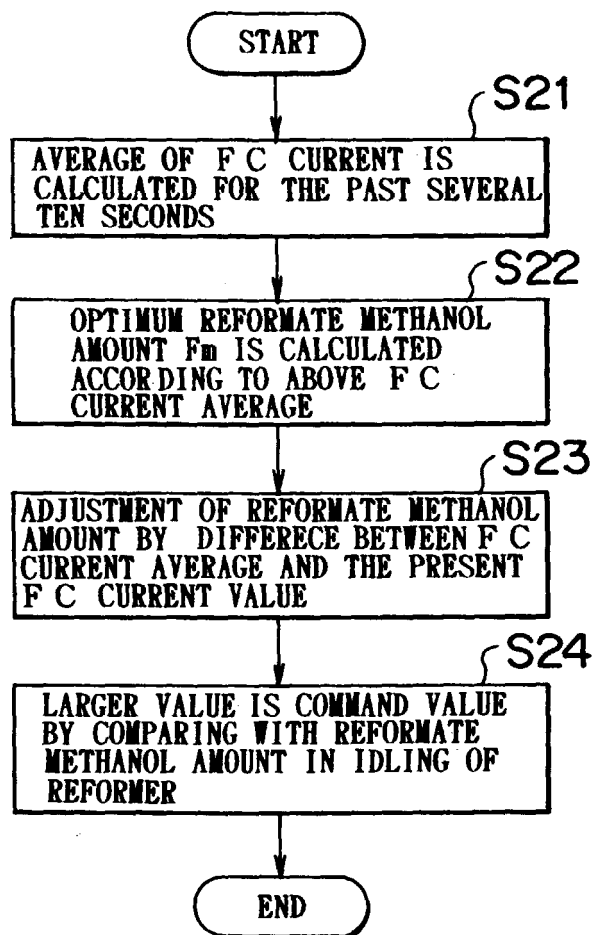 START
S21
AVERAGE OF F C CURRENT IS
CALCULATED FOR THE PAST SEVERAL
TEN SECONDS
S22
OPTIMUM REFORMATE METHANOL
AMOUNT Fm IS CALCULATED
ACCORDING TO ABOVE F C
CURRENT AVERAGE
S23
ADJUSTMENT OF REFORMATE METHANOL
AMOUNT BY DIFFERECE BETWEEN F C
CURRENT AVERAGE AND THE PRESENT
F C CURRENT VALUE
S24
LARGER VALUE IS COMMAND VALUE
BY COMPARING WITH REFORMATE
METHANOL AMOUNT IN IDLING OF
REFORMER
END